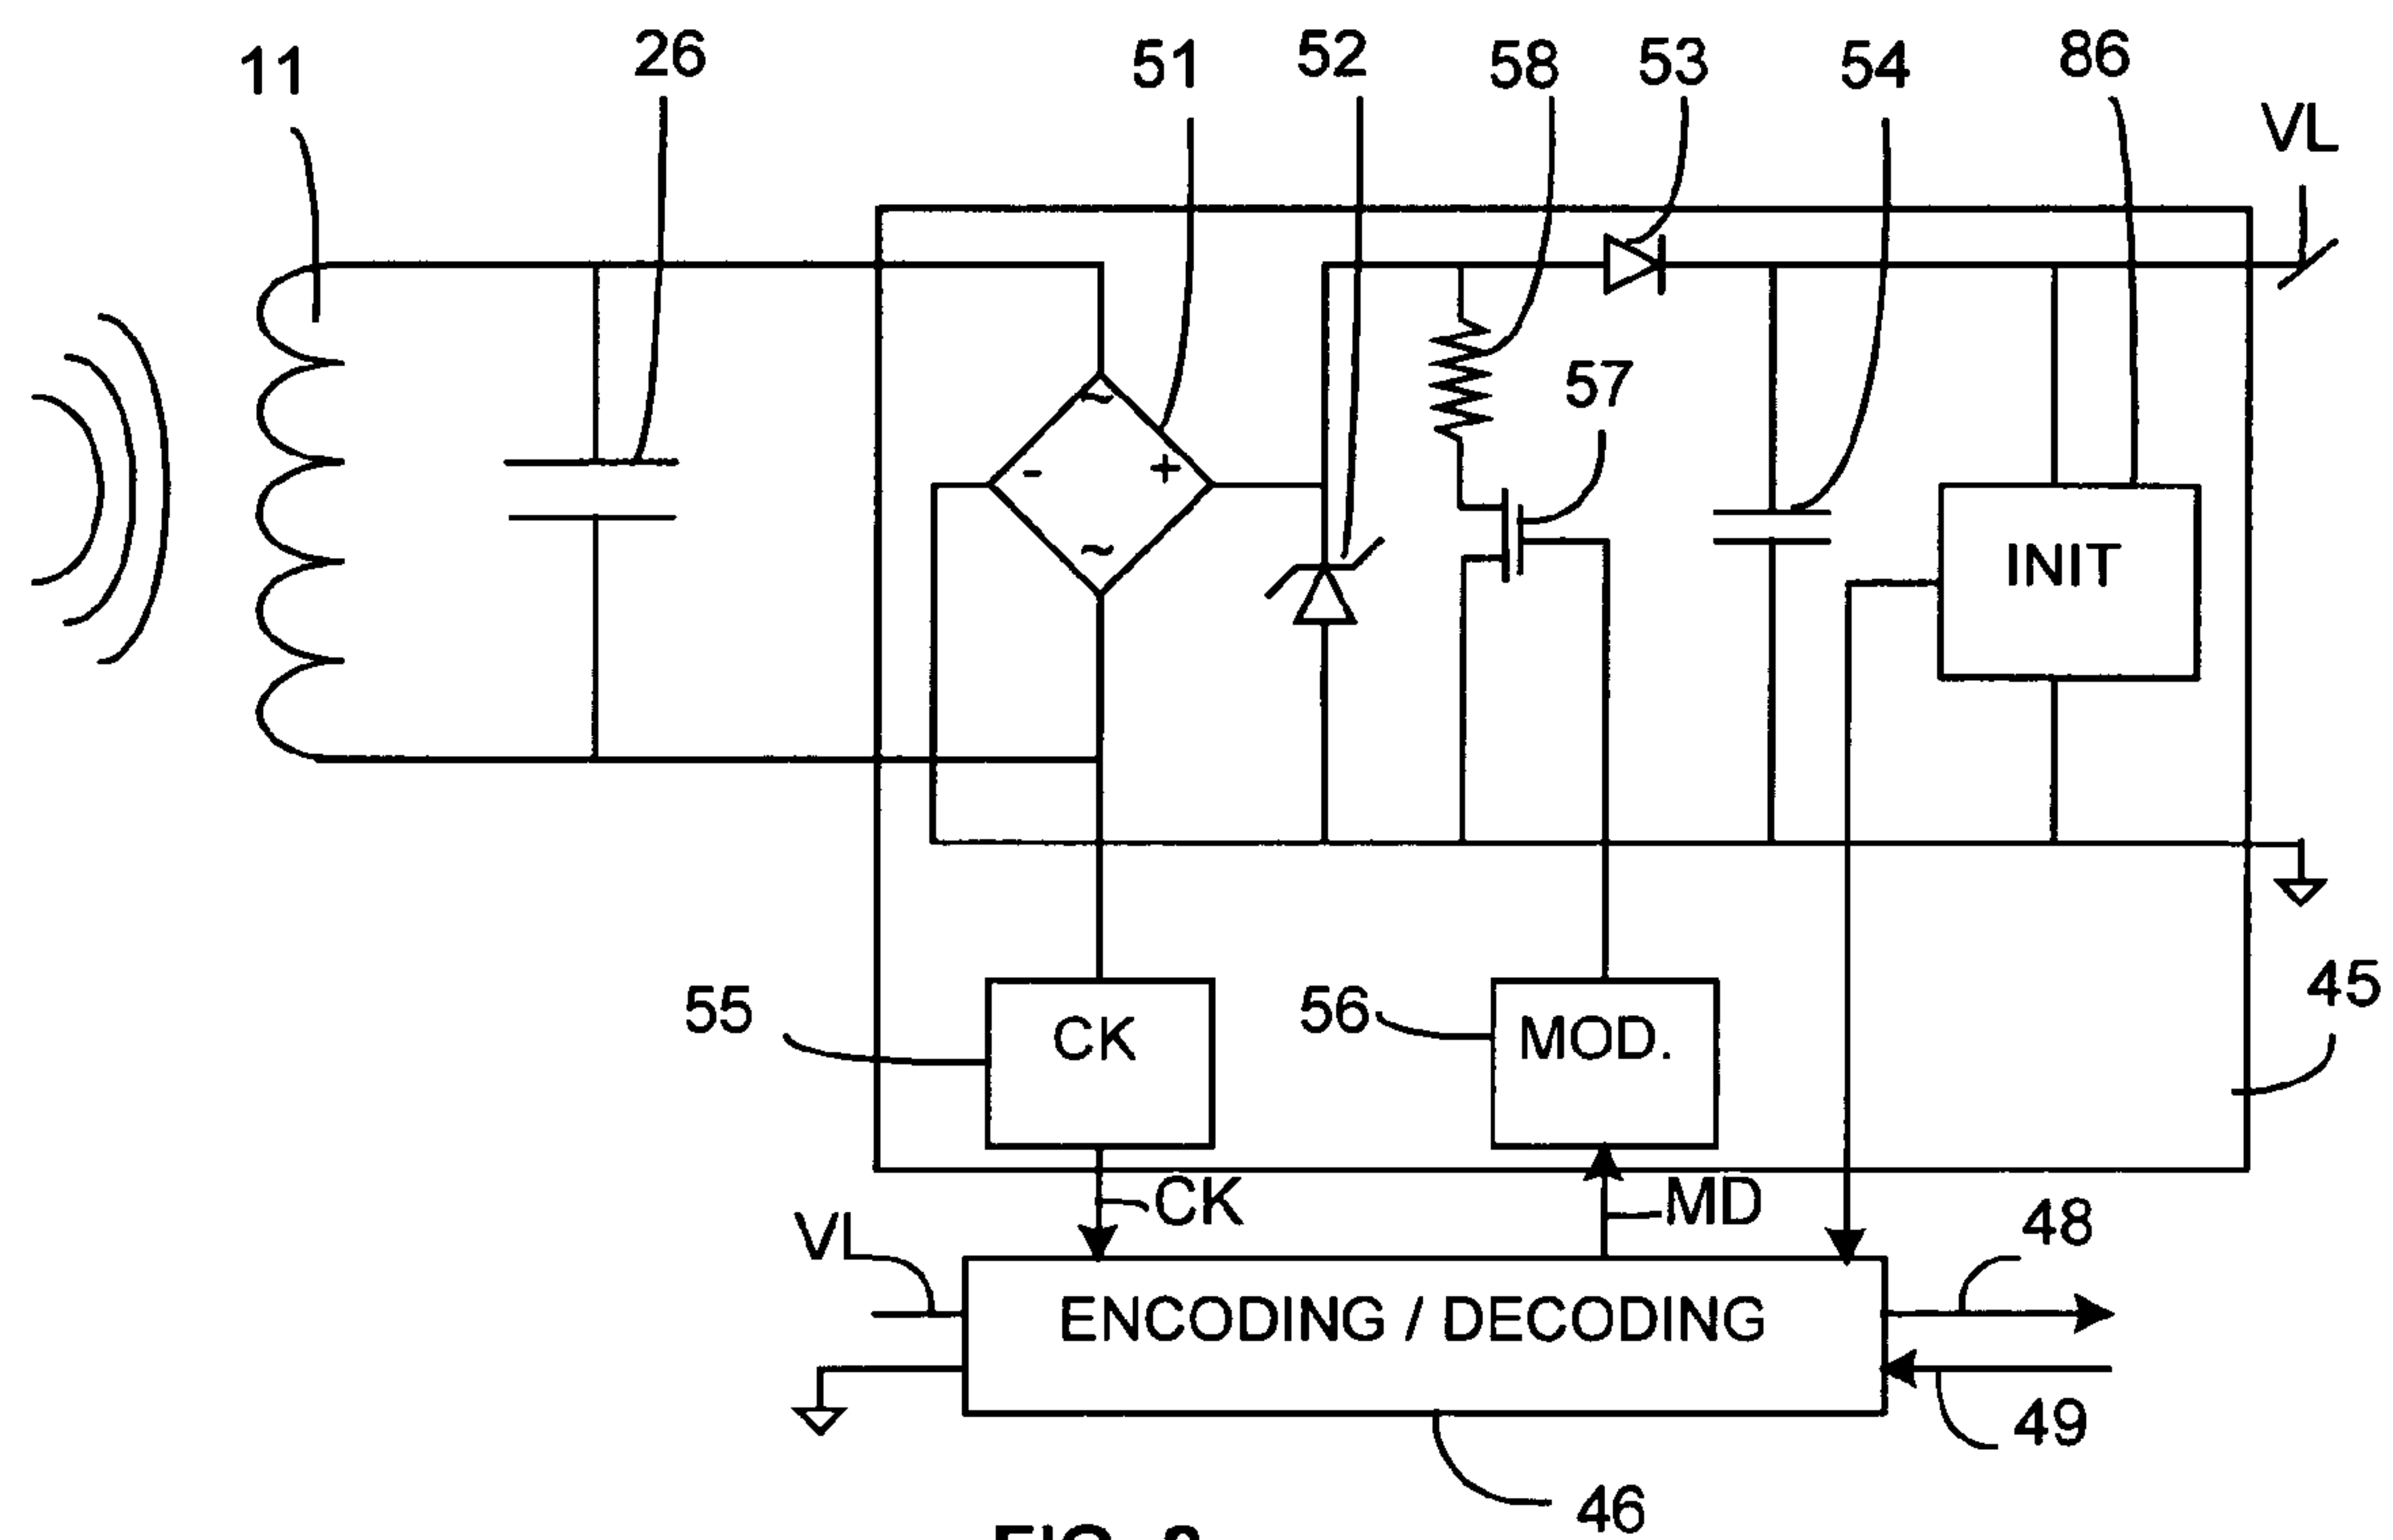 11
26
51
52
58
53
54
86
VL
57
~
-
+
~
INIT
45
55
CK
56
MOD.
CK
MD
VL
48
ENCODING / DECODING
49
46